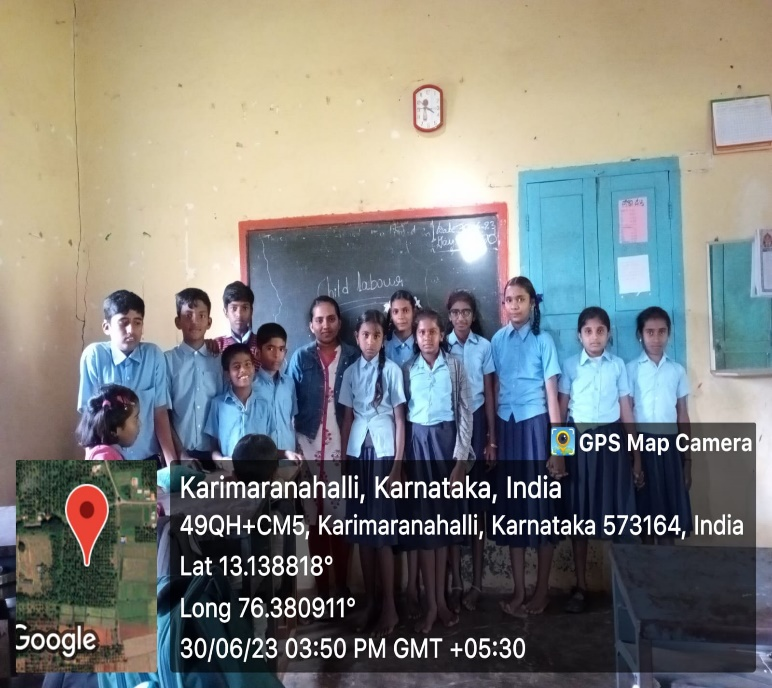 Child labour
GPS Map Camera
Karimaranahalli, Karnataka, India
49QH+CM5, Karimaranahalli, Karnataka 573164, India
Lat 13.138818°
Long 76.380911°
30/06/23 03:50 PM GMT +05:30
Google